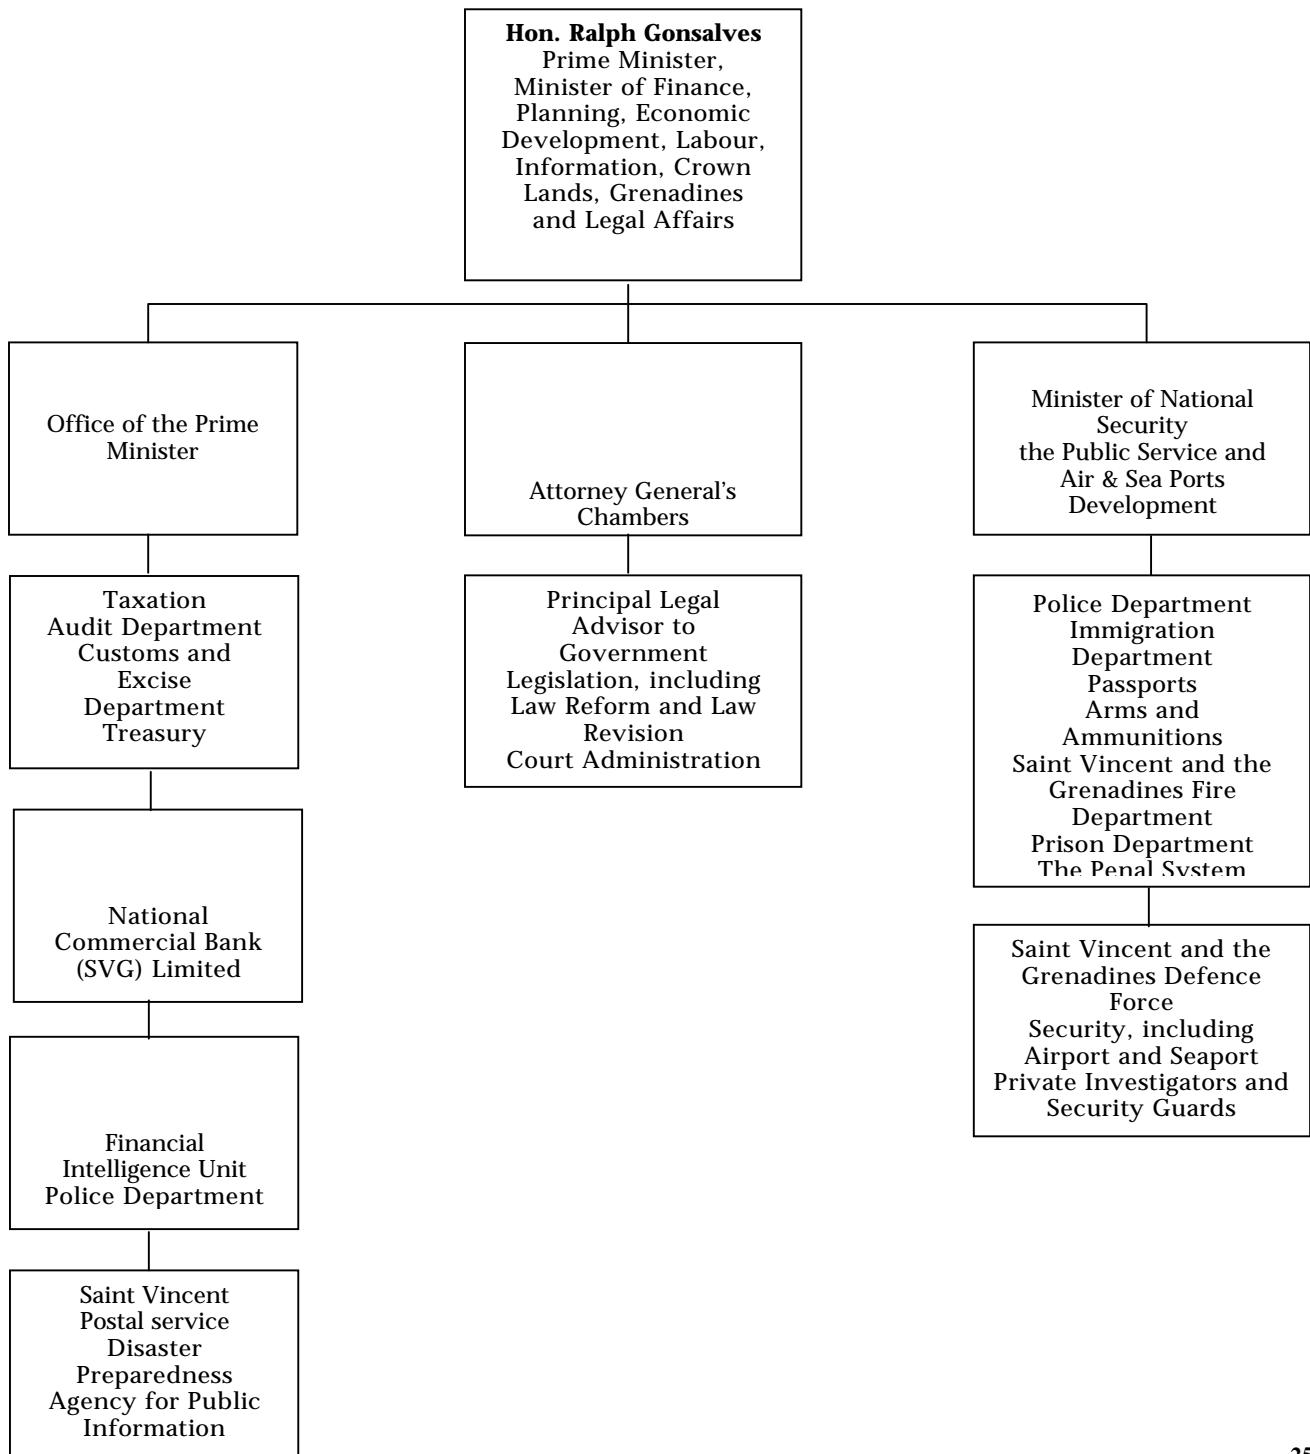 Hon. Ralph Gonsalves
Prime Minister,
Minister of Finance,
Planning, Economic
Development, Labour,
Information, Crown
Lands, Grenadines
and Legal Affairs
Office of the Prime
Minister
Attorney General's
Chambers
Minister of National
Security
the Public Service and
Air & Sea Ports
Development
Taxation
Audit Department
Customs and
Excise
Department
Treasury
Principal Legal
Advisor to
Government
Legislation, including
Law Reform and Law
Revision
Court Administration
Police Department
Immigration
Department
Passports
Arms and
Ammunitions
Saint Vincent and the
Grenadines Fire
Department
Prison Department
The Penal System
National
Commercial Bank
(SVG) Limited
Saint Vincent and the
Grenadines Defence
Force
Security, including
Airport and Seaport
Private Investigators and
Security Guards
Financial
Intelligence Unit
Police Department
Saint Vincent
Postal service
Disaster
Preparedness
Agency for Public
Information